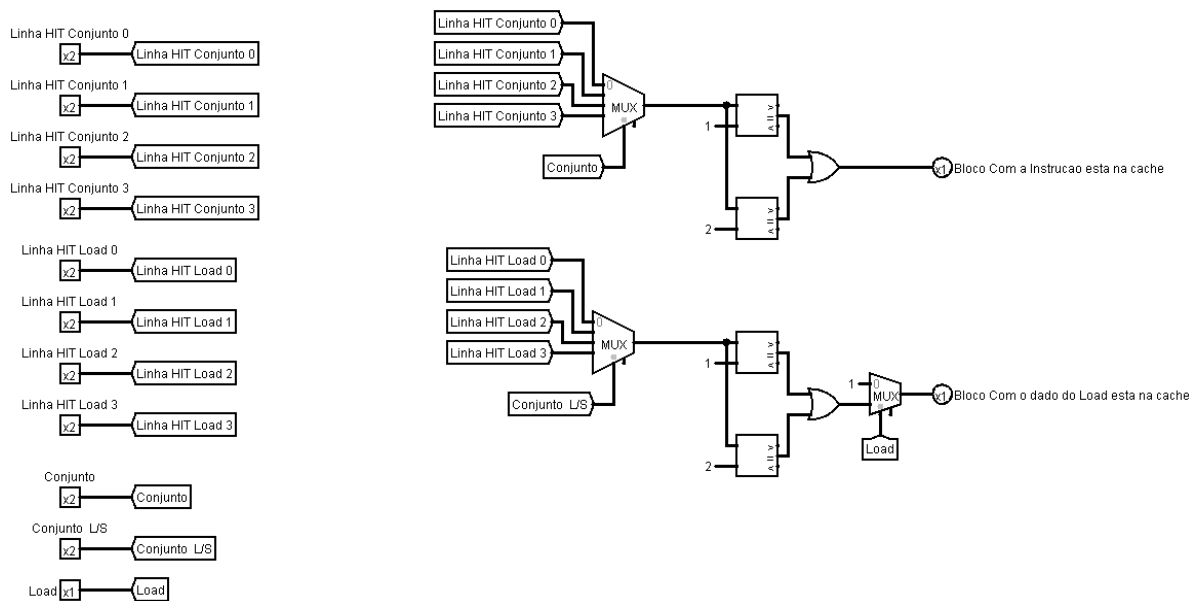 Linha HIT Conjunto 0
x2
Linha HIT Conjunto 0
Linha HIT Conjunto 1
x2
Linha HIT Conjunto 1
Linha HIT Conjunto 2
x2
Linha HIT Conjunto 2
Linha HIT Conjunto 3
x2
Linha HIT Conjunto 3
Linha HIT Load 0
x2
Linha HIT Load 0
Linha HIT Load 1
x2
Linha HIT Load 1
Linha HIT Load 2
x2
Linha HIT Load 2
Linha HIT Load 3
x2
Linha HIT Load 3
Conjunto
x2
Conjunto
Conjunto L/S
x2
Conjunto L/S
Load x1 Load
Linha HIT Conjunto 0
Linha HIT Conjunto 1
Linha HIT Conjunto 2
Linha HIT Conjunto 3
0
MUX
Conjunto
1
>
=
<
2
>
=
<
x1 Bloco Com a Instrucao esta na cache
Linha HIT Load 0
Linha HIT Load 1
Linha HIT Load 2
Linha HIT Load 3
0
MUX
Conjunto L/S
1
>
=
<
2
>
=
<
1 0
MUX
Load
x1 Bloco Com o dado do Load esta na cache